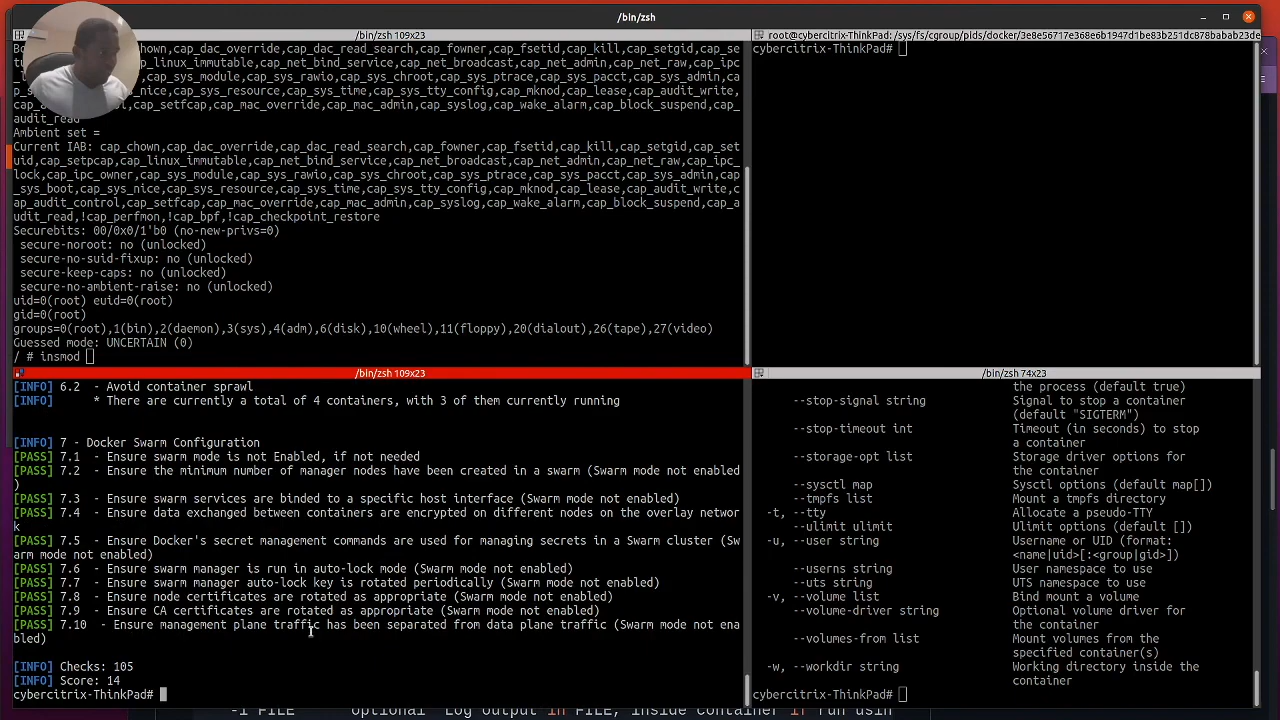 /bin/zsh
/bin/zsh 109x23
own,cap_dac_override,cap_dac_read_search,cap_fowner,cap_fsetid,cap_kill,cap_setgid,cap_se
p_linux_immutable,cap_net_bind_service,cap_net_broadcast,cap_net_admin,cap_net_raw,cap_ip
_sys_module,cap_sys_rawio,cap_sys_chroot,cap_sys_ptrace,cap_sys_pacct,cap_sys_admin,
s_nice,cap_sys_resource,cap_sys_time,cap_sys_tty_config,cap_mknod,cap_lease,cap_audit_write,
l,cap_setfcap,cap_mac_override,cap_mac_admin,cap_syslog,cap_wake_alarm,cap_block_suspend,cap_
audit_read
Ambient set =
Current IAB: cap_chown,cap_dac_override,cap_dac_read_search,cap_fowner,cap_fsetid,cap_kill,cap_setgid,cap_set
uid,cap_setpcap,cap_linux_immutable,cap_net_bind_service,cap_net_broadcast,cap_net_admin,cap_net_raw,cap_ipc_
lock,cap_ipc_owner,cap_sys_module,cap_sys_rawio,cap_sys_chroot,cap_sys_ptrace,cap_sys_pacct,cap_sys_admin,cap
_sys_boot,cap_sys_nice,cap_sys_resource,cap_sys_time,cap_sys_tty_config,cap_mknod,cap_lease,cap_audit_write,c
ap_audit_control,cap_setfcap,cap_mac_override,cap_mac_admin,cap_syslog,cap_wake_alarm,cap_block_suspend,cap_a
udit_read,!cap_perfmon,!cap_bpf,!cap_checkpoint_restore
Securebits: 00/0x0/1'b0 (no-new-privs=0)
secure-noroot: no (unlocked)
secure-no-suid-fixup: no (unlocked)
secure-keep-caps: no (unlocked)
secure-no-ambient-raise: no (unlocked)
uid=0(root) euid=0(root)
gid=0(root)
groups=0(root),1(bin),2(daemon),3(sys),4(adm),6(disk),10(wheel),11(floppy),20(dialout),26(tape),27(video)
Guessed mode: UNCERTAIN (0)
/ # insmod
root@cybercitrix-ThinkPad: /sys/fs/cgroup/pids/docker/3e8e56717e368e6b1947d1be83b251dc878babab23de
cybercitrix-ThinkPad#
/bin/zsh 109x23
[INFO] 6.2 - Avoid container sprawl
[INFO] * There are currently a total of 4 containers, with 3 of them currently running
[INFO] 7 - Docker Swarm Configuration
[PASS] 7.1 - Ensure swarm mode is not Enabled, if not needed
[PASS] 7.2 - Ensure the minimum number of manager nodes have been created in a swarm (Swarm mode not enabled
)
[PASS] 7.3 - Ensure swarm services are binded to a specific host interface (Swarm mode not enabled)
[PASS] 7.4 - Ensure data exchanged between containers are encrypted on different nodes on the overlay networ
k
[PASS] 7.5 - Ensure Docker's secret management commands are used for managing secrets in a Swarm cluster (Sw
arm mode not enabled)
[PASS] 7.6 - Ensure swarm manager is run in auto-lock mode (Swarm mode not enabled)
[PASS] 7.7 - Ensure swarm manager auto-lock key is rotated periodically (Swarm mode not enabled)
[PASS] 7.8 - Ensure node certificates are rotated as appropriate (Swarm mode not enabled)
[PASS] 7.9 - Ensure CA certificates are rotated as appropriate (Swarm mode not enabled)
[PASS] 7.10 - Ensure management plane traffic has been separated from data plane traffic (Swarm mode not ena
bled)
[INFO] Checks: 105
[INFO] Score: 14
cybercitrix-ThinkPad#
/bin/zsh 74x23
the process (default true)
--stop-signal string Signal to stop a container
(default "SIGTERM")
--stop-timeout int Timeout (in seconds) to stop
a container
--storage-opt list Storage driver options for
the container
--sysctl map Sysctl options (default map[])
--tmpfs list Mount a tmpfs directory
-t, --tty Allocate a pseudo-TTY
--ulimit ulimit Ulimit options (default [])
-u, --user string Username or UID (format:
<name|uid>[:<group|gid>])
--userns string User namespace to use
--uts string UTS namespace to use
-v, --volume list Bind mount a volume
--volume-driver string Optional volume driver for
the container
--volumes-from list Mount volumes from the
specified container(s)
-w, --workdir string Working directory inside the
container
cybercitrix-ThinkPad#